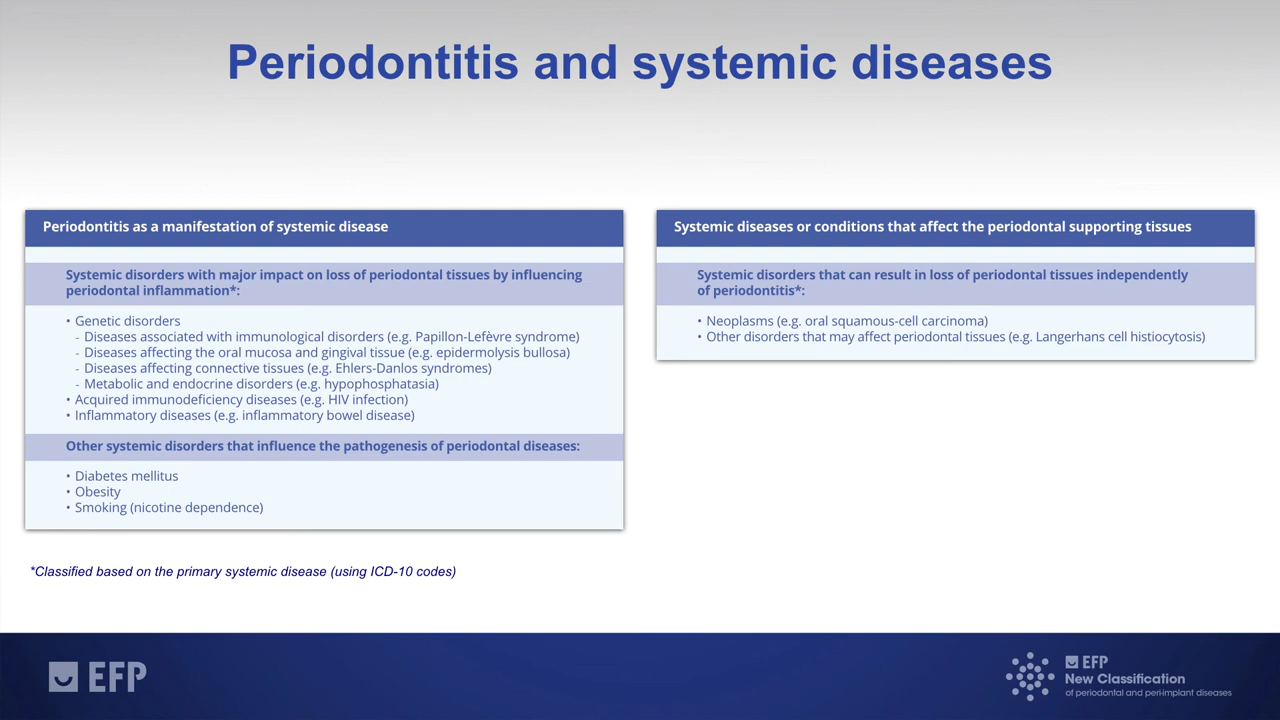 Periodontitis and systemic diseases
Periodontitis as a manifestation of systemic disease
Systemic disorders with major impact on loss of periodontal tissues by influencing
periodontal inflammation*:
• Genetic disorders
- Diseases associated with immunological disorders (e.g. Papillon-Lefèvre syndrome)
- Diseases affecting the oral mucosa and gingival tissue (e.g. epidermolysis bullosa)
- Diseases affecting connective tissues (e.g. Ehlers-Danlos syndromes)
- Metabolic and endocrine disorders (e.g. hypophosphatasia)
• Acquired immunodeficiency diseases (e.g. HIV infection)
• Inflammatory diseases (e.g. inflammatory bowel disease)
Other systemic disorders that influence the pathogenesis of periodontal diseases:
• Diabetes mellitus
• Obesity
• Smoking (nicotine dependence)
Systemic diseases or conditions that affect the periodontal supporting tissues
Systemic disorders that can result in loss of periodontal tissues independently
of periodontitis*:
• Neoplasms (e.g. oral squamous-cell carcinoma)
• Other disorders that may affect periodontal tissues (e.g. Langerhans cell histiocytosis)
*Classified based on the primary systemic disease (using ICD-10 codes)
EFP
EFP
New Classification
of periodontal and peri-implant diseases